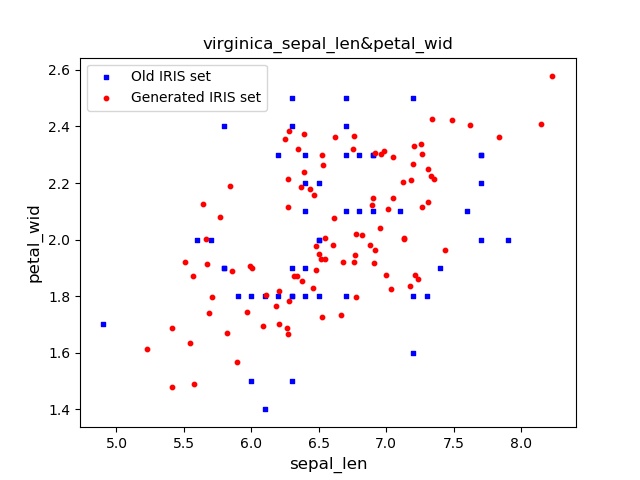 virginica_sepal_len&petal_wid
Old IRIS set
Generated IRIS set
petal_wid
2.6
2.4
2.2
2.0
1.8
1.6
1.4
5.0 5.5 6.0 6.5 7.0 7.5 8.0
sepal_len